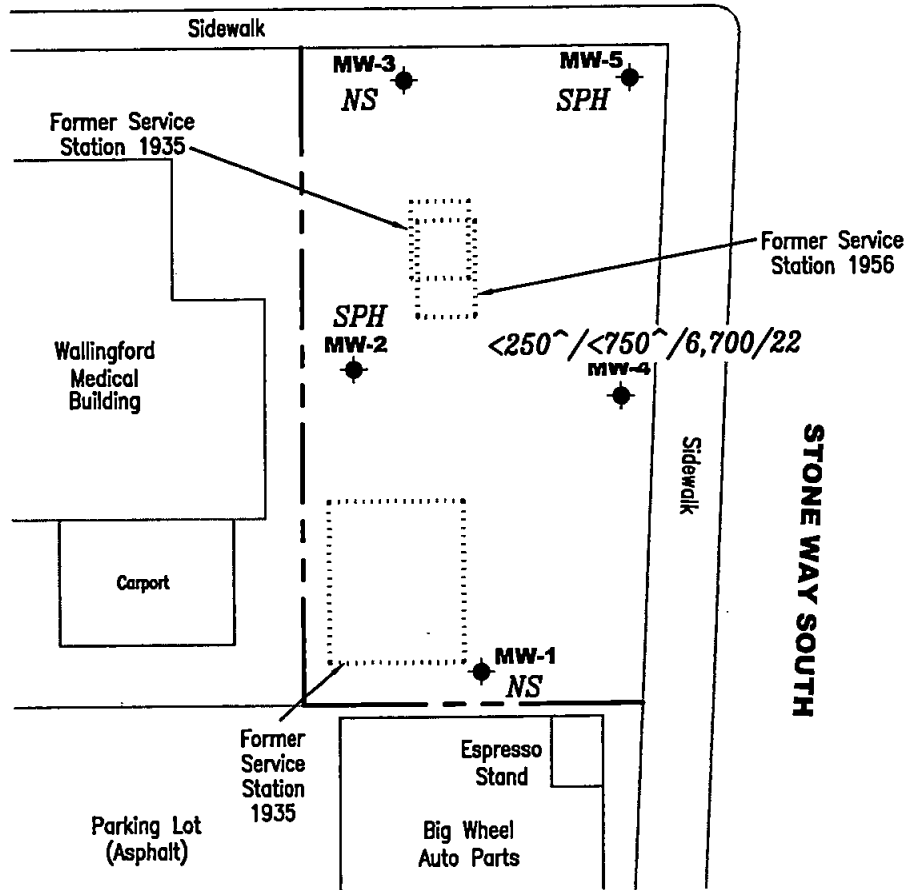 Sidewalk
MW-3
NS
MW-5
SPH
Former Service
Station 1935
Former Service
Station 1956
SPH
MW-2
<250^/<750^/6,700/22
MW-4
Wallingford
Medical
Building
Sidewalk
STONE WAY SOUTH
Carport
MW-1
NS
Former
Service
Station
1935
Espresso
Stand
Parking Lot
(Asphalt)
Big Wheel
Auto Parts